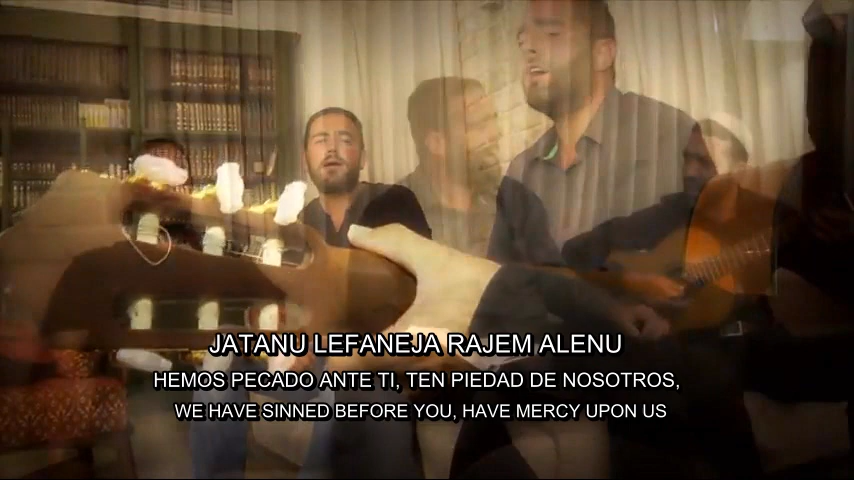 JATANU LEFANEJA RAJEM ALENU
HEMOS PECADO ANTE TI, TEN PIEDAD DE NOSOTROS,
WE HAVE SINNED BEFORE YOU, HAVE MERCY UPON US